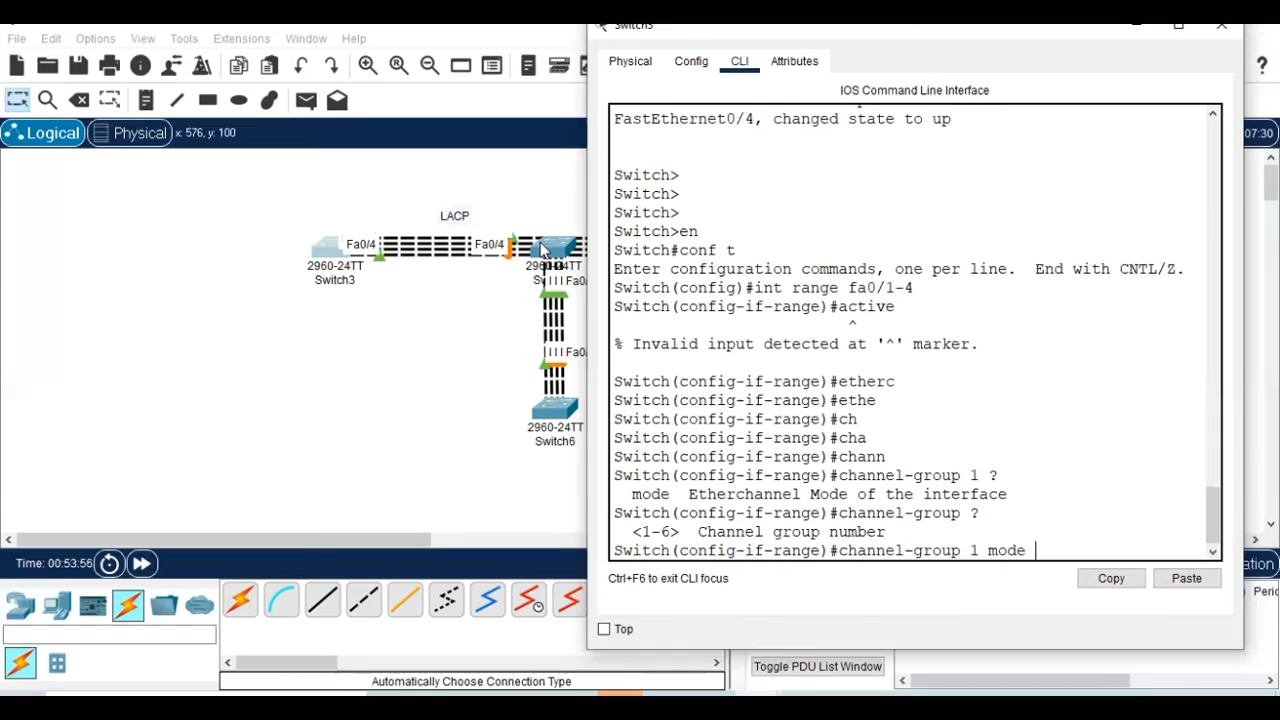 Switch3
File Edit Options View Tools Extensions Window Help
Physical Config CLI Attributes
IOS Command Line Interface
Logical Physical x: 576, y: 100
07:30
FastEthernet0/4, changed state to up
Switch>
Switch>
Switch>
Switch>en
Switch#conf t
Enter configuration commands, one per line. End with CNTL/Z.
Switch(config)#int range fa0/1-4
Switch(config-if-range)#active
^
% Invalid input detected at '^' marker.
Switch(config-if-range)#etherc
Switch(config-if-range)#ethe
Switch(config-if-range)#ch
Switch(config-if-range)#cha
Switch(config-if-range)#chann
Switch(config-if-range)#channel-group 1 ?
mode Etherchannel Mode of the interface
Switch(config-if-range)#channel-group ?
<1-6> Channel group number
Switch(config-if-range)#channel-group 1 mode
Ctrl+F6 to exit CLI focus
Copy
Paste
Top
LACP
Fa0/4
Fa0/4
2960-24TT
Switch3
Fa0/
Fa0/
2960-24TT
Switch6
Time: 00:53:56
Automatically Choose Connection Type
Toggle PDU List Window